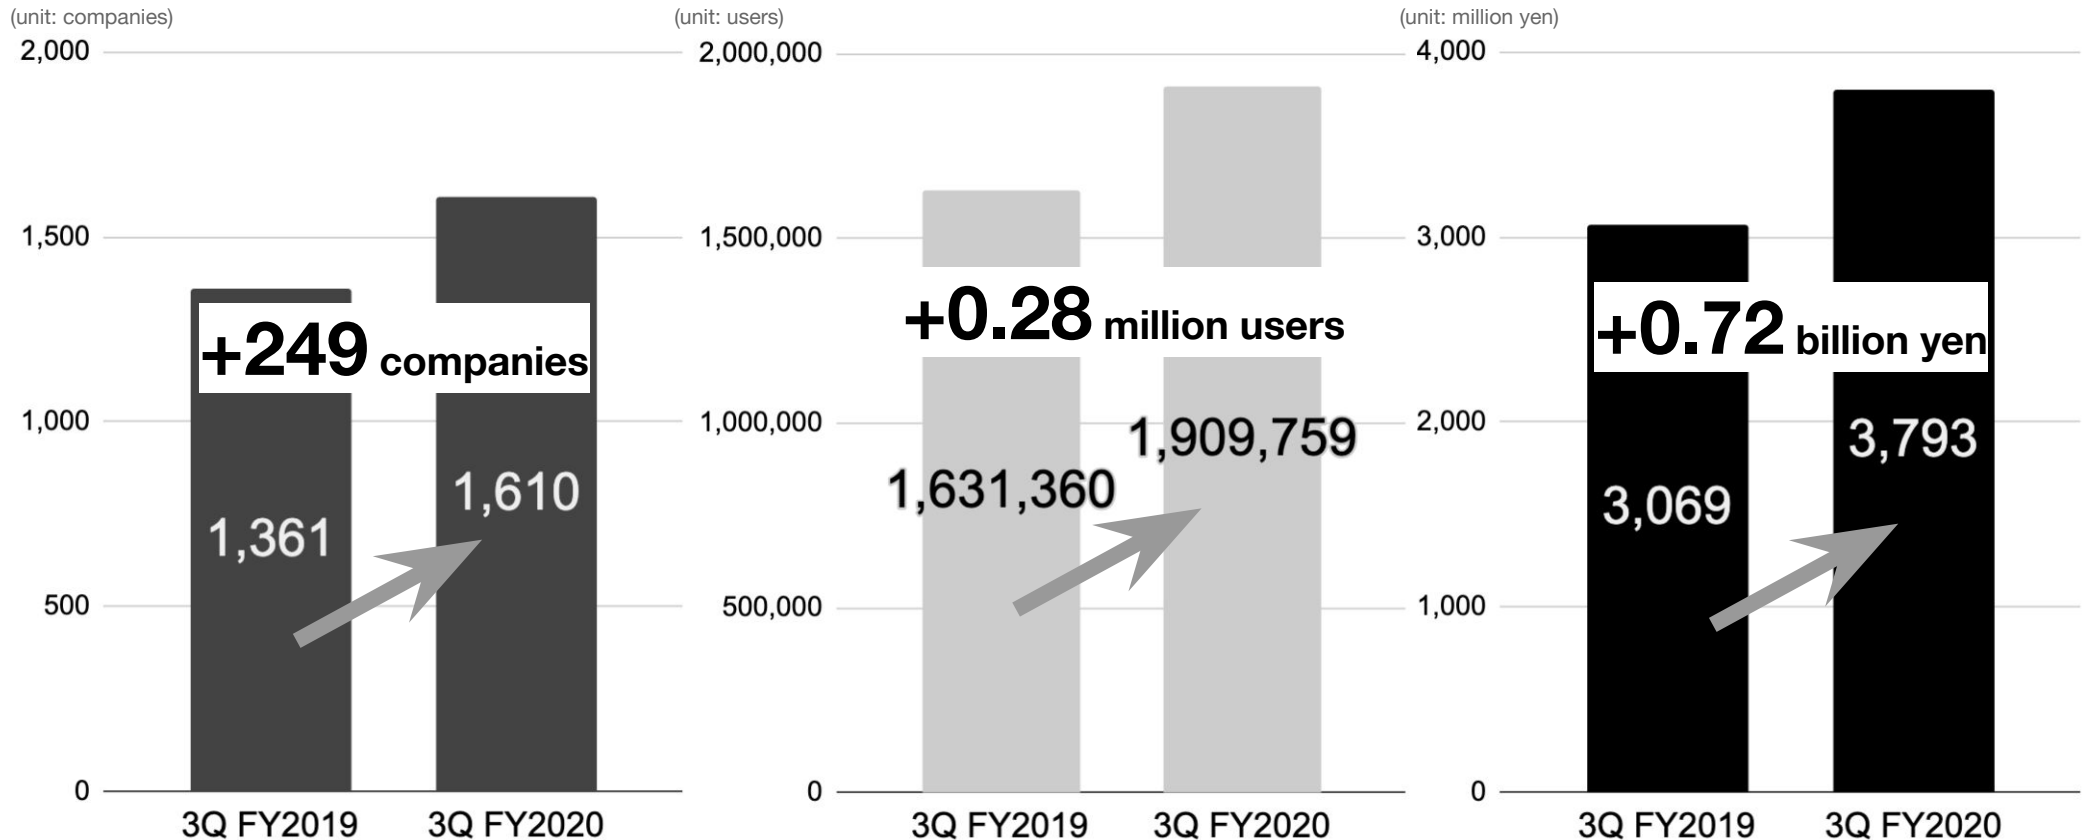 (unit: companies)
2,000
1,500
1,000
500
0
+249 companies
1,361
1,610
3Q FY2019
3Q FY2020
(unit: users)
2,000,000
1,500,000
1,000,000
500,000
0
+0.28 million users
1,631,360
1,909,759
3Q FY2019
3Q FY2020
(unit: million yen)
4,000
3,000
2,000
1,000
0
+0.72 billion yen
3,069
3,793
3Q FY2019
3Q FY2020